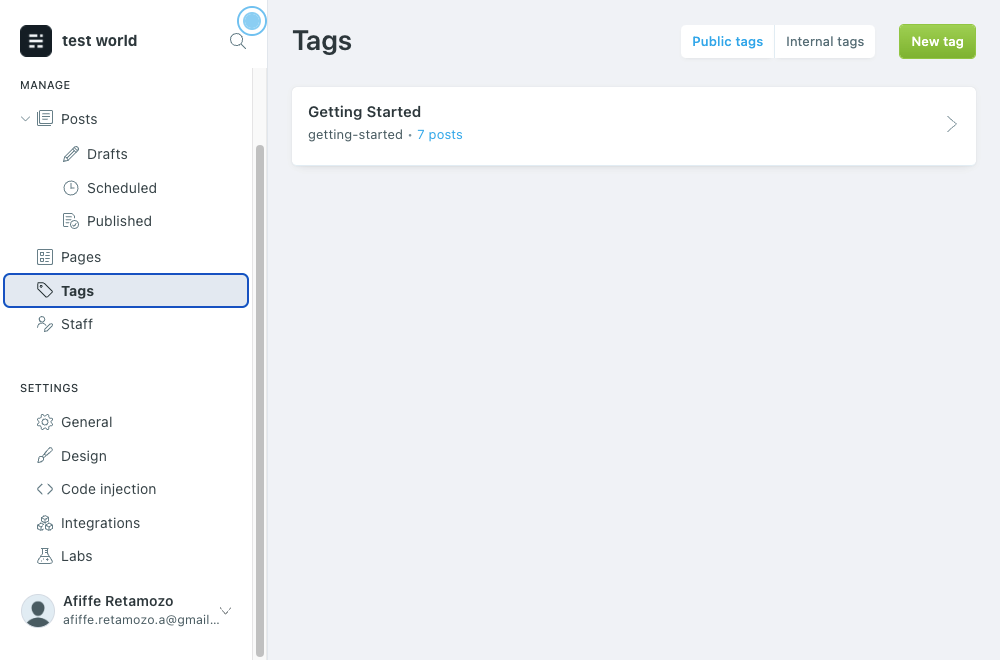 test world
MANAGE
Posts
Drafts
Scheduled
Published
Pages
Tags
Staff
SETTINGS
General
Design
Code injection
Integrations
Labs
Afiffe Retamozo
afiffe.retamozo.a@gmail...
Tags
Public tags
Internal tags
New tag
Getting Started
getting-started • 7 posts